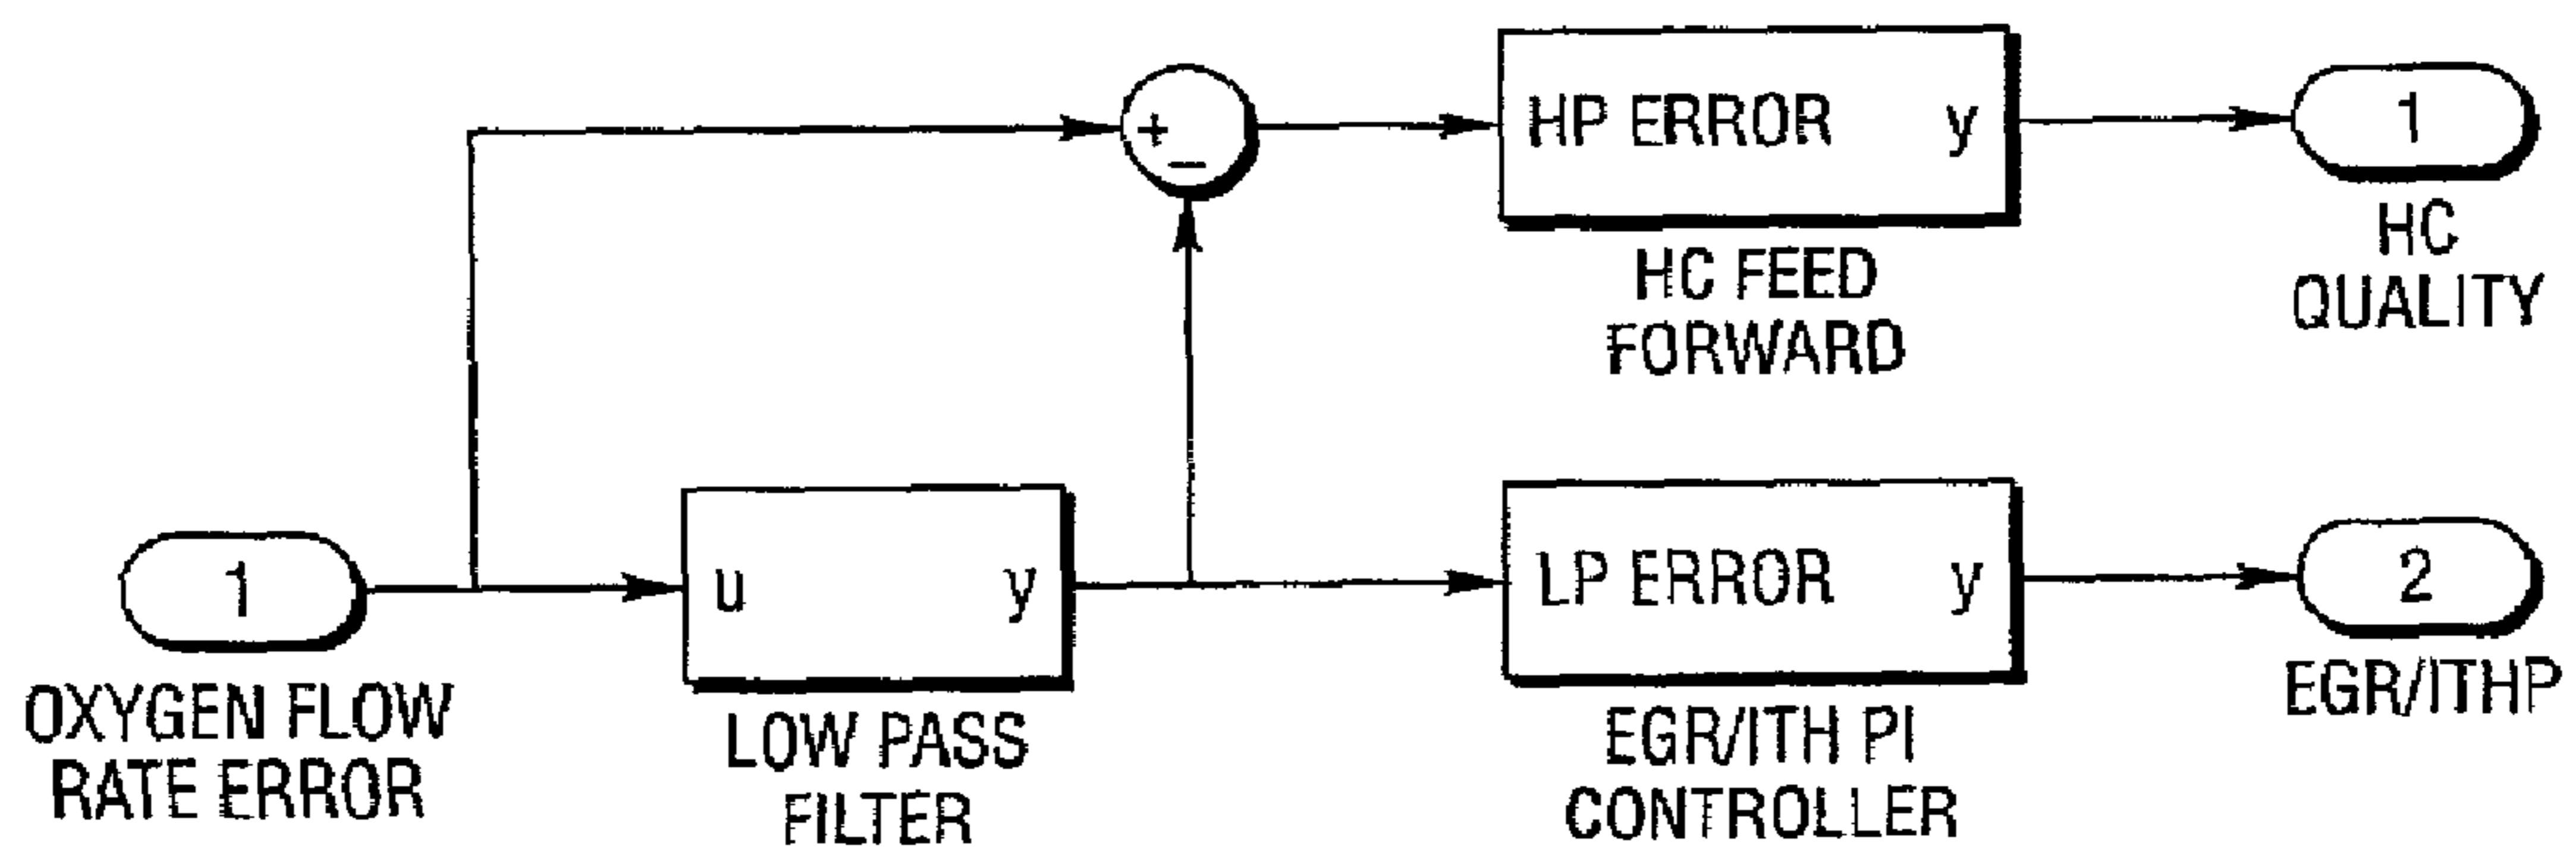 +
−
HP ERROR y
1
HC FEED
FORWARD
HC
QUALITY
1
u y
LP ERROR y
2
OXYGEN FLOW
RATE ERROR
LOW PASS
FILTER
EGR/ITH PI
CONTROLLER
EGR/ITHP